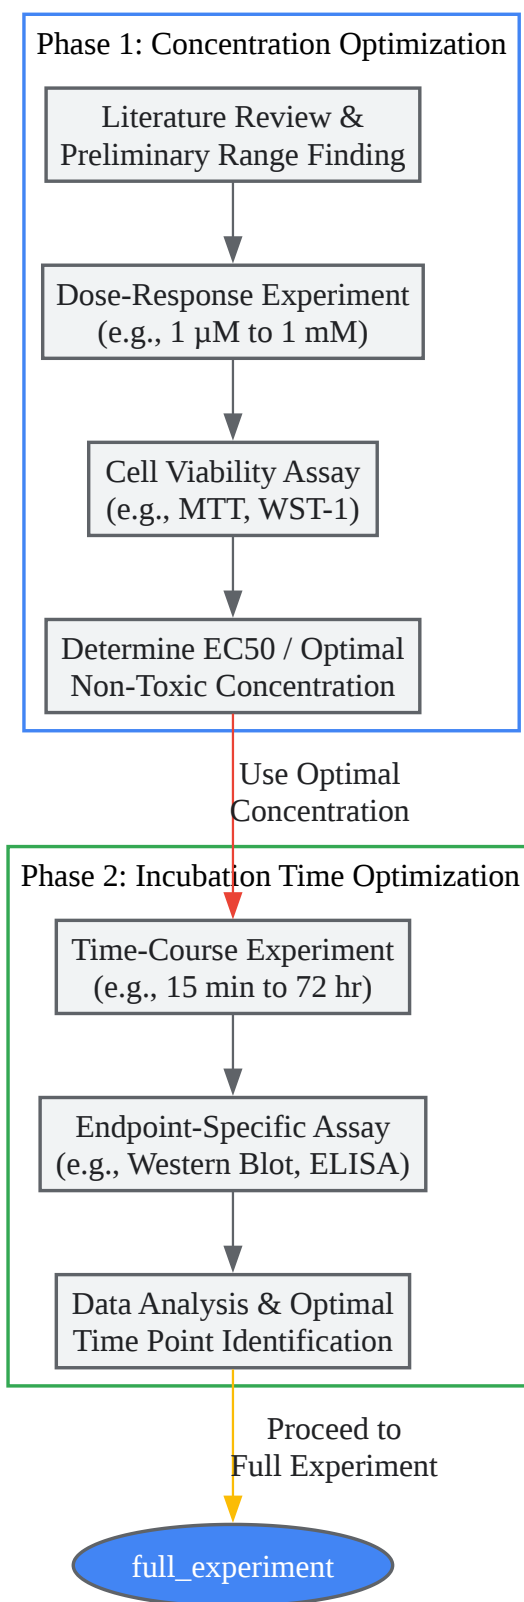 Phase 1: Concentration Optimization
Literature Review &
Preliminary Range Finding
Dose-Response Experiment
(e.g., 1 µM to 1 mM)
Cell Viability Assay
(e.g., MTT, WST-1)
Determine EC50 / Optimal
Non-Toxic Concentration
Use Optimal
Concentration
Phase 2: Incubation Time Optimization
Time-Course Experiment
(e.g., 15 min to 72 hr)
Endpoint-Specific Assay
(e.g., Western Blot, ELISA)
Data Analysis & Optimal
Time Point Identification
Proceed to
Full Experiment
full_experiment